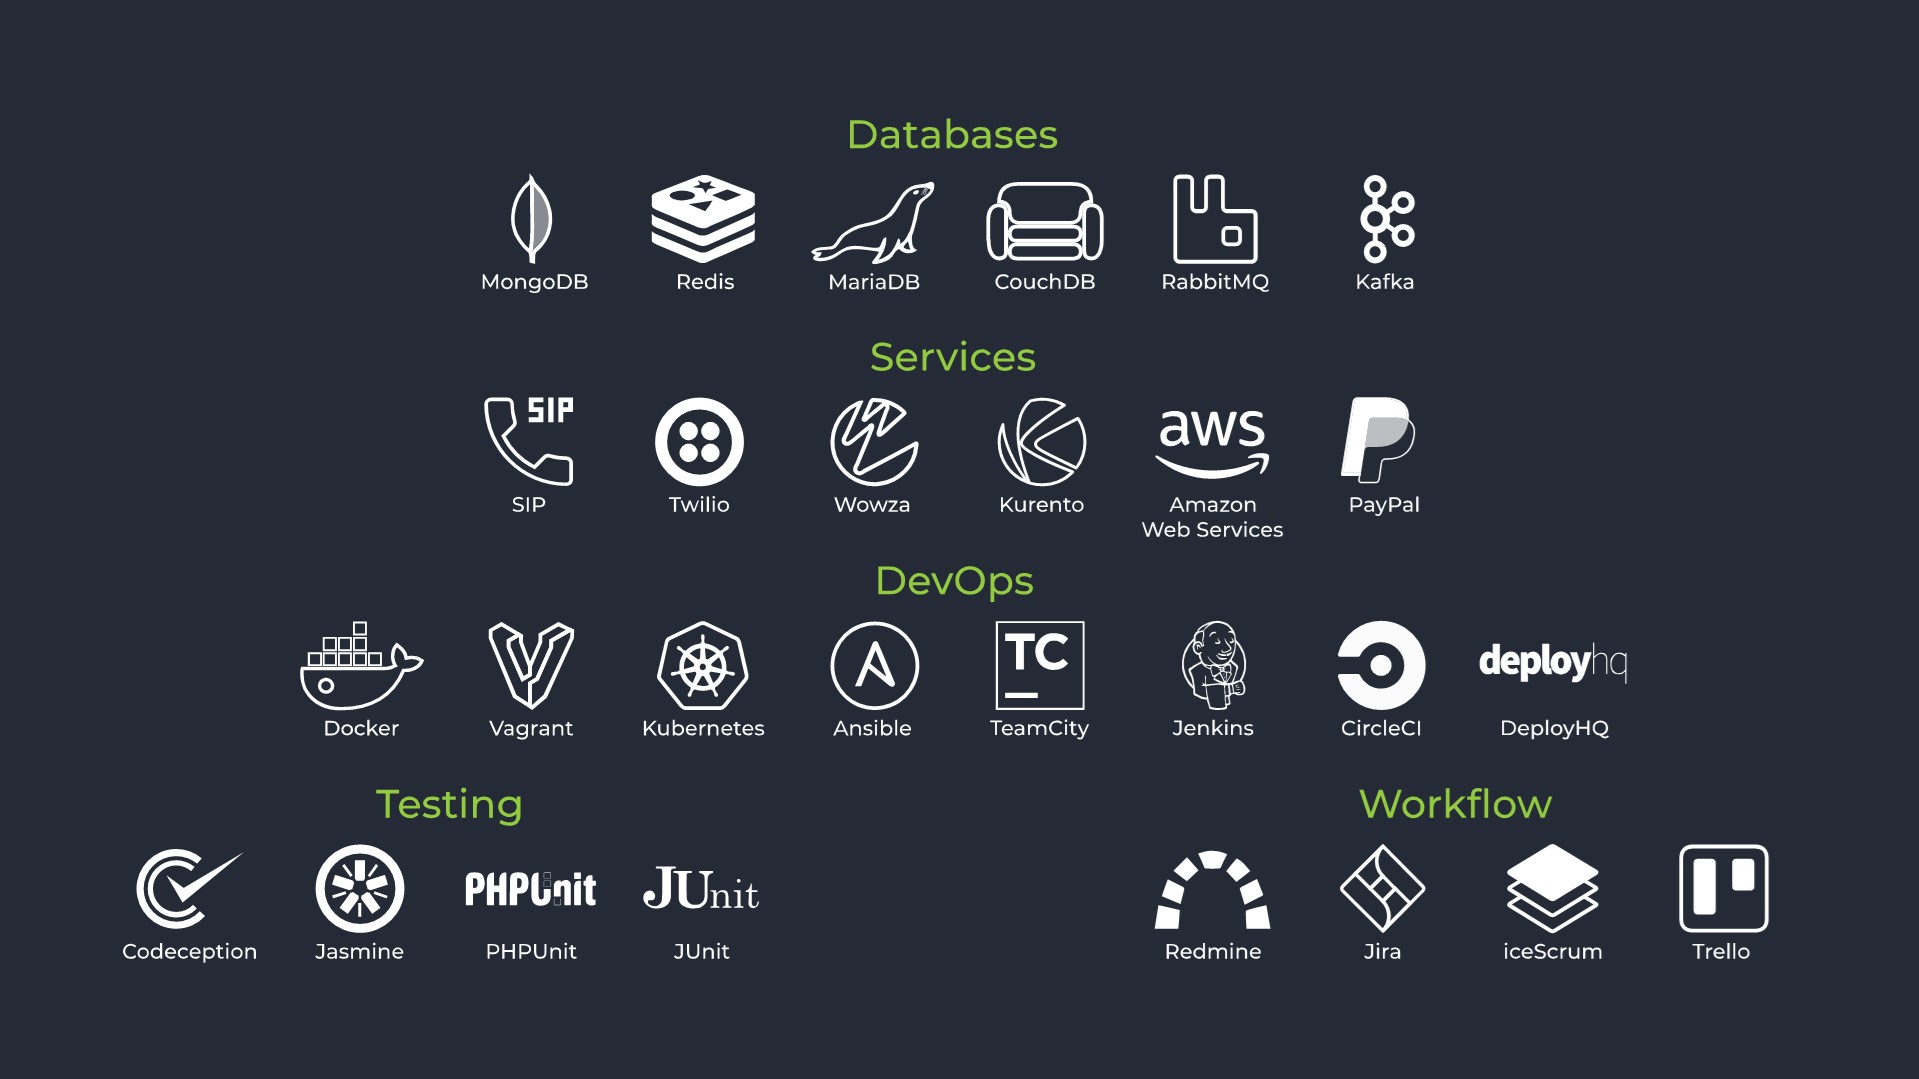 Databases
MongoDB
Redis
MariaDB
CouchDB
RabbitMQ
Kafka
Services
SIP
aws
SIP
Twilio
Wowza
Kurento
Amazon
Web Services
PayPal
DevOps
TC
deployhq
Docker
Vagrant
Kubernetes
Ansible
TeamCity
Jenkins
CircleCI
DeployHQ
Testing
PHPUnit
JUnit
Codeception
Jasmine
PHPUnit
JUnit
Workflow
Redmine
Jira
iceScrum
Trello